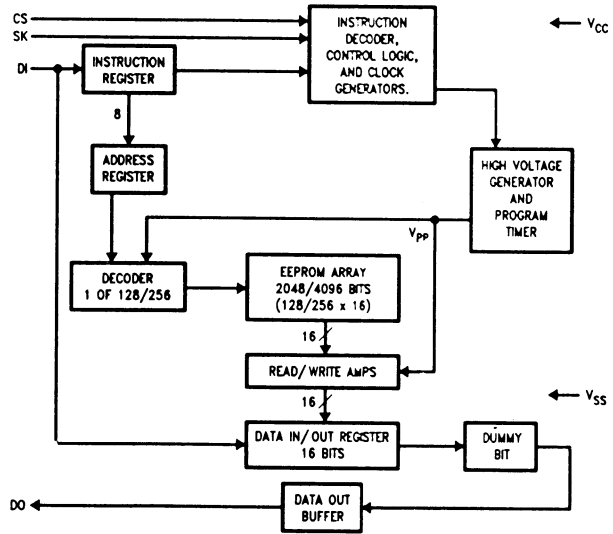 CS
SK
DI
INSTRUCTION
REGISTER
INSTRUCTION
DECODER,
CONTROL LOGIC,
AND CLOCK
GENERATORS.
VCC
8
ADDRESS
REGISTER
HIGH VOLTAGE
GENERATOR
AND
PROGRAM
TIMER
VPP
DECODER
1 OF 128/256
EEPROM ARRAY
2048/4096 BITS
(128/256 x 16)
16
READ/WRITE AMPS
16
VSS
DATA IN/OUT REGISTER
16 BITS
DUMMY
BIT
DO
DATA OUT
BUFFER